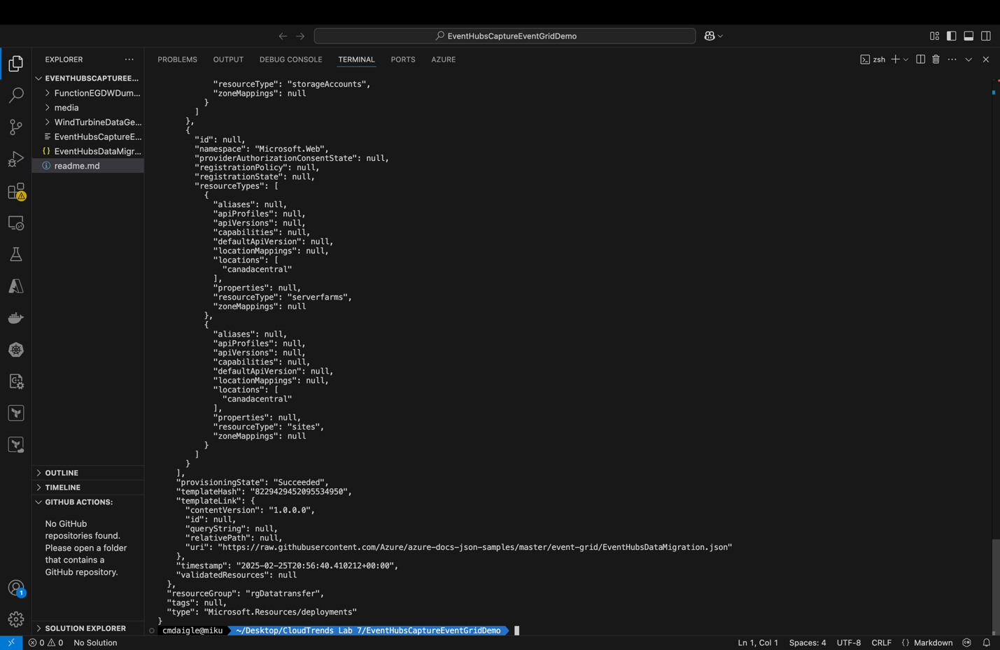 EventHubsCaptureEventGridDemo
EXPLORER
PROBLEMS OUTPUT DEBUG CONSOLE TERMINAL PORTS AZURE
zsh
EVENTHUBSCAPTUREE...
FunctionEGDWDum...
media
WindTurbineDataGe...
EventHubsCaptureE...
{} EventHubsDataMigr...
readme.md
"resourceType": "storageAccounts",
"zoneMappings": null
}
]
},
{
"id": null,
"namespace": "Microsoft.Web",
"providerAuthorizationConsentState": null,
"registrationPolicy": null,
"registrationState": null,
"resourceTypes": [
{
"aliases": null,
"apiProfiles": null,
"apiVersions": null,
"capabilities": null,
"defaultApiVersion": null,
"locationMappings": null,
"locations": [
"canadacentral"
],
"properties": null,
"resourceType": "serverfarms",
"zoneMappings": null
},
{
"aliases": null,
"apiProfiles": null,
"apiVersions": null,
"capabilities": null,
"defaultApiVersion": null,
"locationMappings": null,
"locations": [
"canadacentral"
],
"properties": null,
"resourceType": "sites",
"zoneMappings": null
}
]
}
],
"provisioningState": "Succeeded",
"templateHash": "8229429452095534950",
"templateLink": {
"contentVersion": "1.0.0.0",
"id": null,
"queryString": null,
"relativePath": null,
"uri": "https://raw.githubusercontent.com/Azure/azure-docs-json-samples/master/event-grid/EventHubsDataMigration.json"
},
"timestamp": "2025-02-25T20:56:40.410212+00:00",
"validatedResources": null
},
"resourceGroup": "rgDatatransfer",
"tags": null,
"type": "Microsoft.Resources/deployments"
}
cmdaigle@miku ~/Desktop/CloudTrends Lab 7/EventHubsCaptureEventGridDemo
OUTLINE
TIMELINE
GITHUB ACTIONS:
No GitHub
repositories found.
Please open a folder
that contains a
GitHub repository.
1
SOLUTION EXPLORER
0 0 No Solution
Ln 1, Col 1 Spaces: 4 UTF-8 CRLF {} Markdown